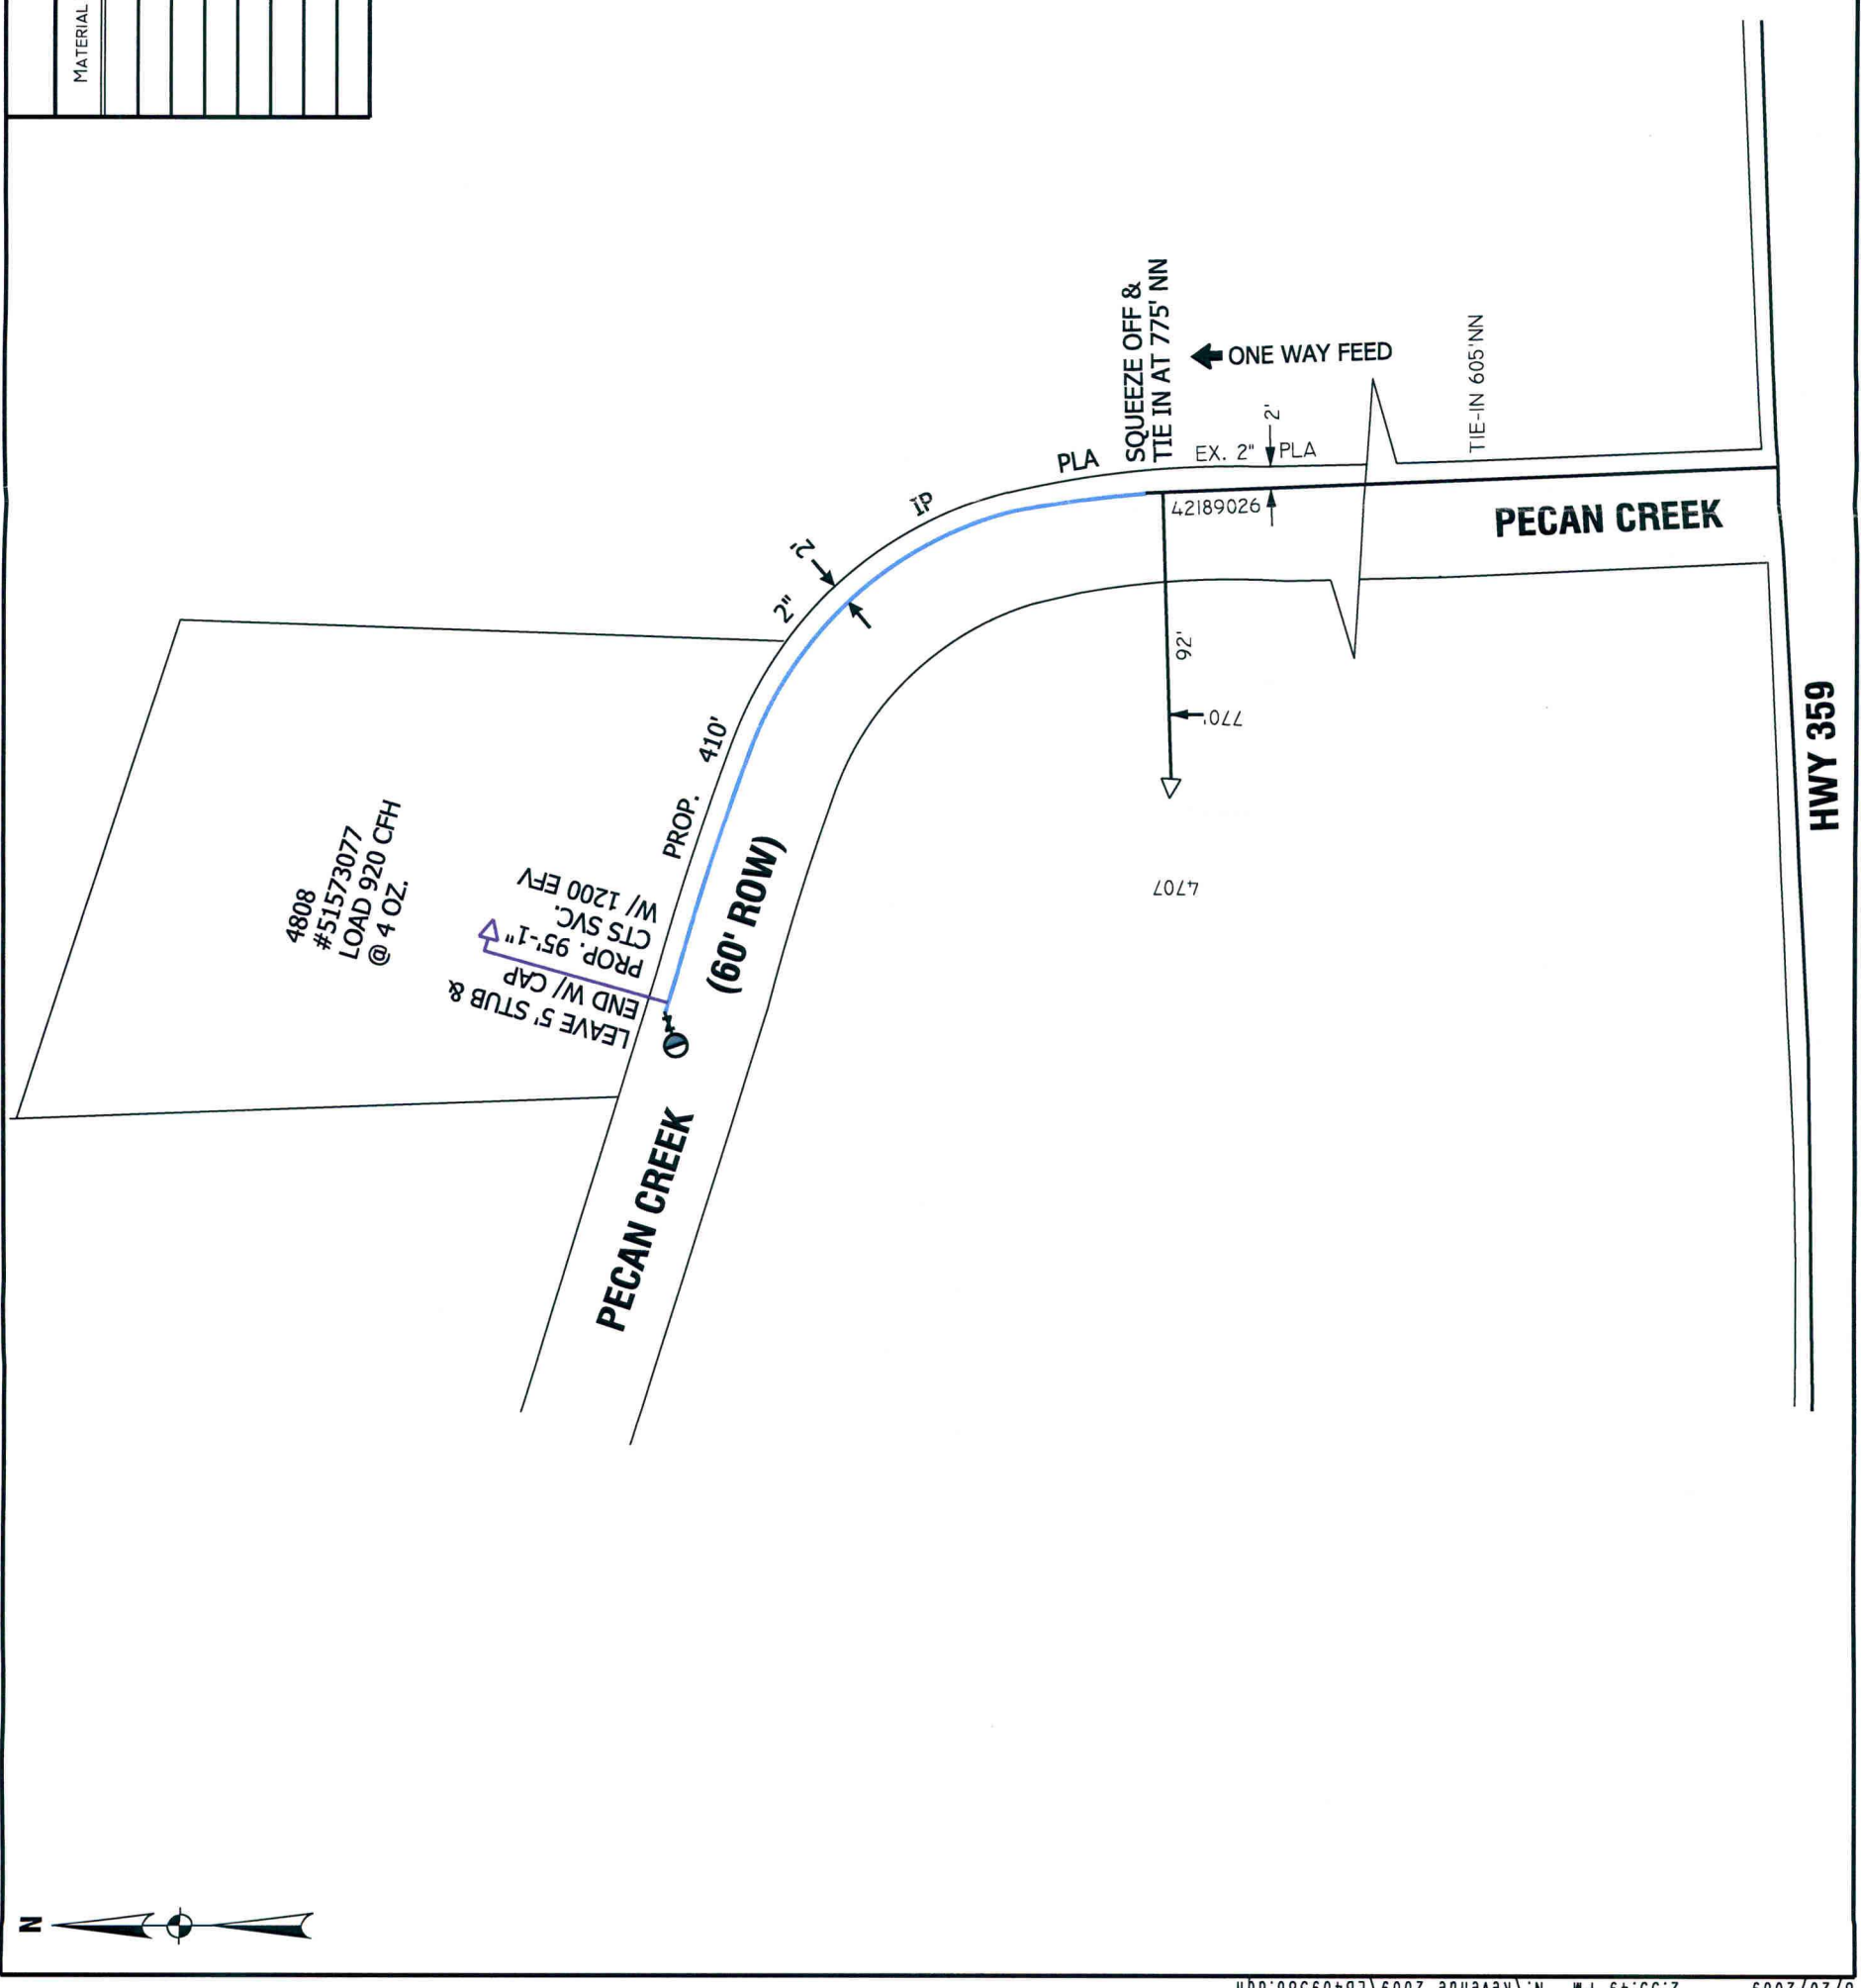 MATERIAL
4808
#51573077
LOAD 920 CFH
@ 4 OZ.
LEAVE 5' STUB &
END W/ CAP
PROP. 95'-1"
CTS SVC.
W/ 1200 EFV
PROP. 410' 2" IP PLA
2'
(60' ROW)
PECAN CREEK
SQUEEZE OFF &
TIE IN AT 775' NN
ONE WAY FEED
EX. 2" PLA
2'
42189026
TIE-IN 605'NN
PECAN CREEK
92'
770'
4707
HWY 359
N